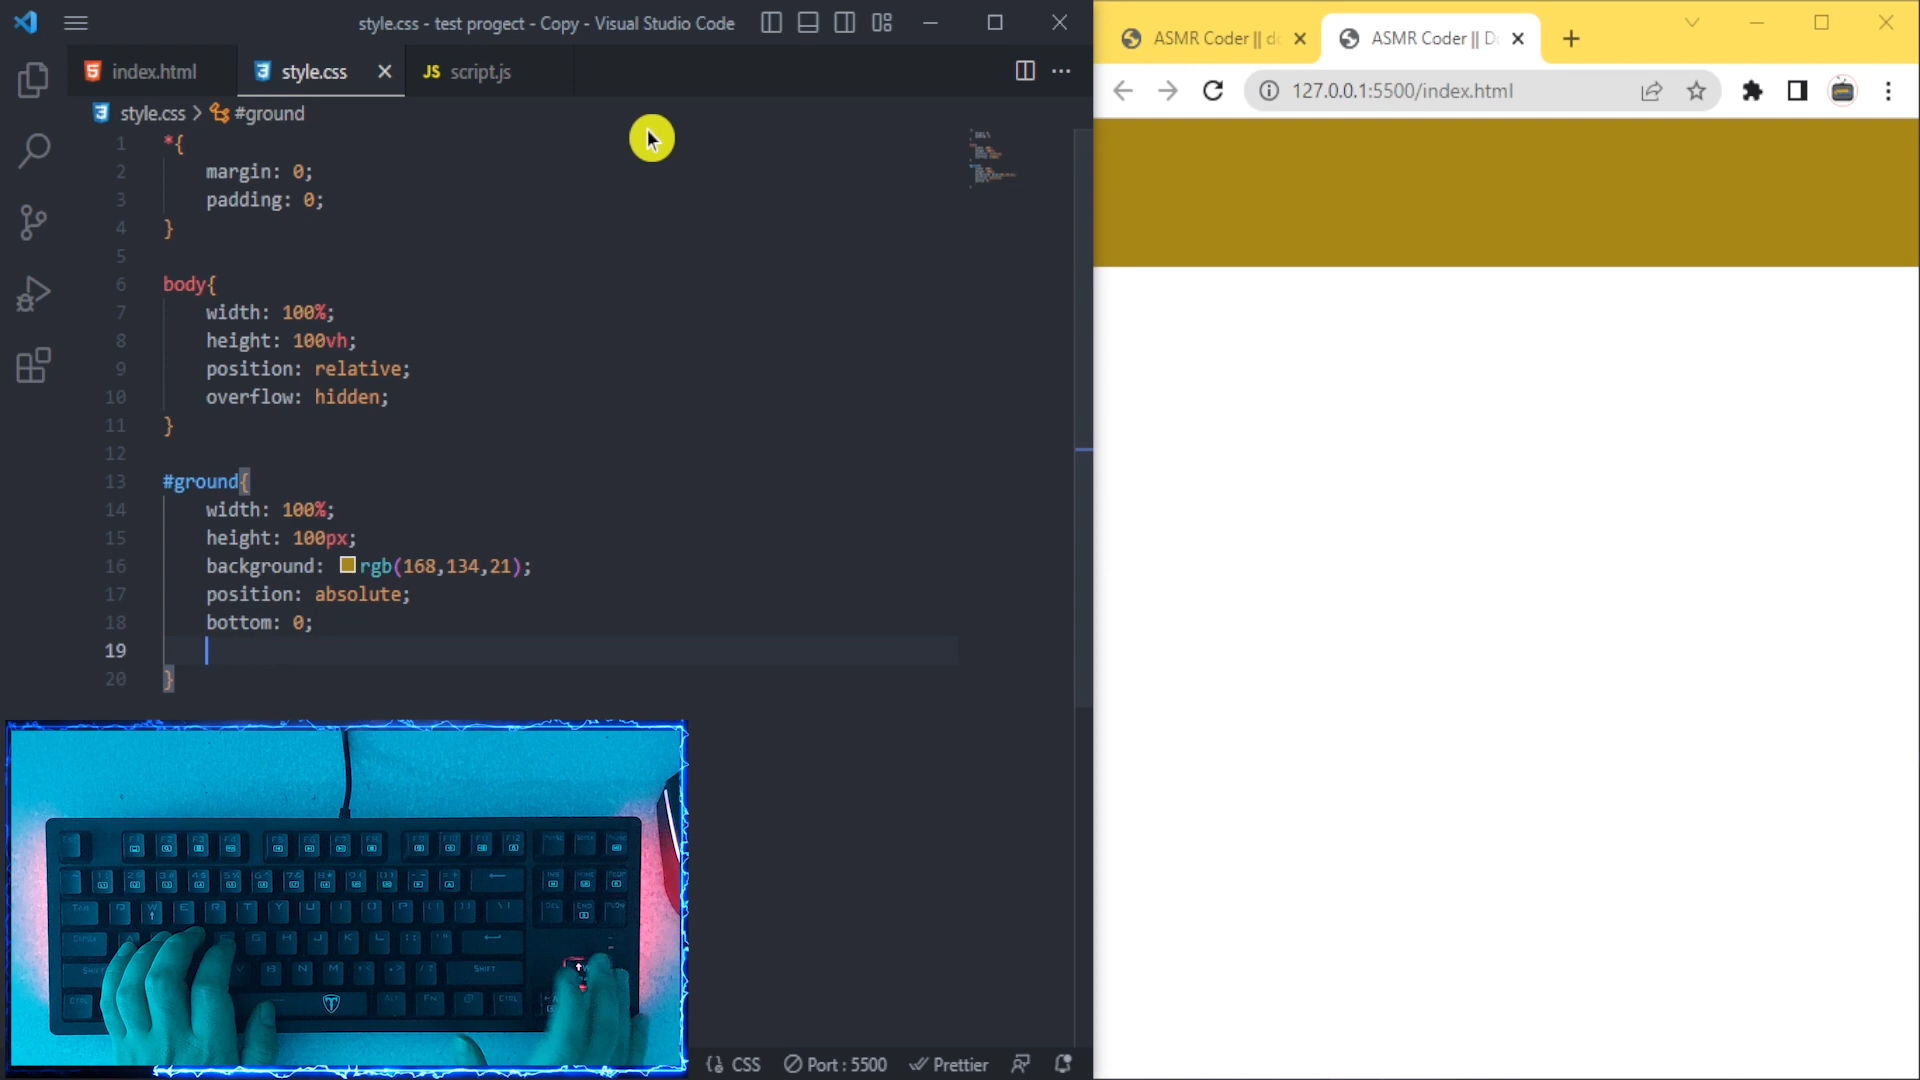 style.css - test progect - Copy - Visual Studio Code
index.html
style.css
JS script.js
style.css > #ground
1 *{
2 margin: 0;
3 padding: 0;
4 }
5
6 body{
7 width: 100%;
8 height: 100vh;
9 position: relative;
10 overflow: hidden;
11 }
12
13 #ground{
14 width: 100%;
15 height: 100px;
16 background: rgb(168,134,21);
17 position: absolute;
18 bottom: 0;
19
20 }
{} CSS
Port : 5500
Prettier
ASMR Coder || do
ASMR Coder || Do
127.0.0.1:5500/index.html